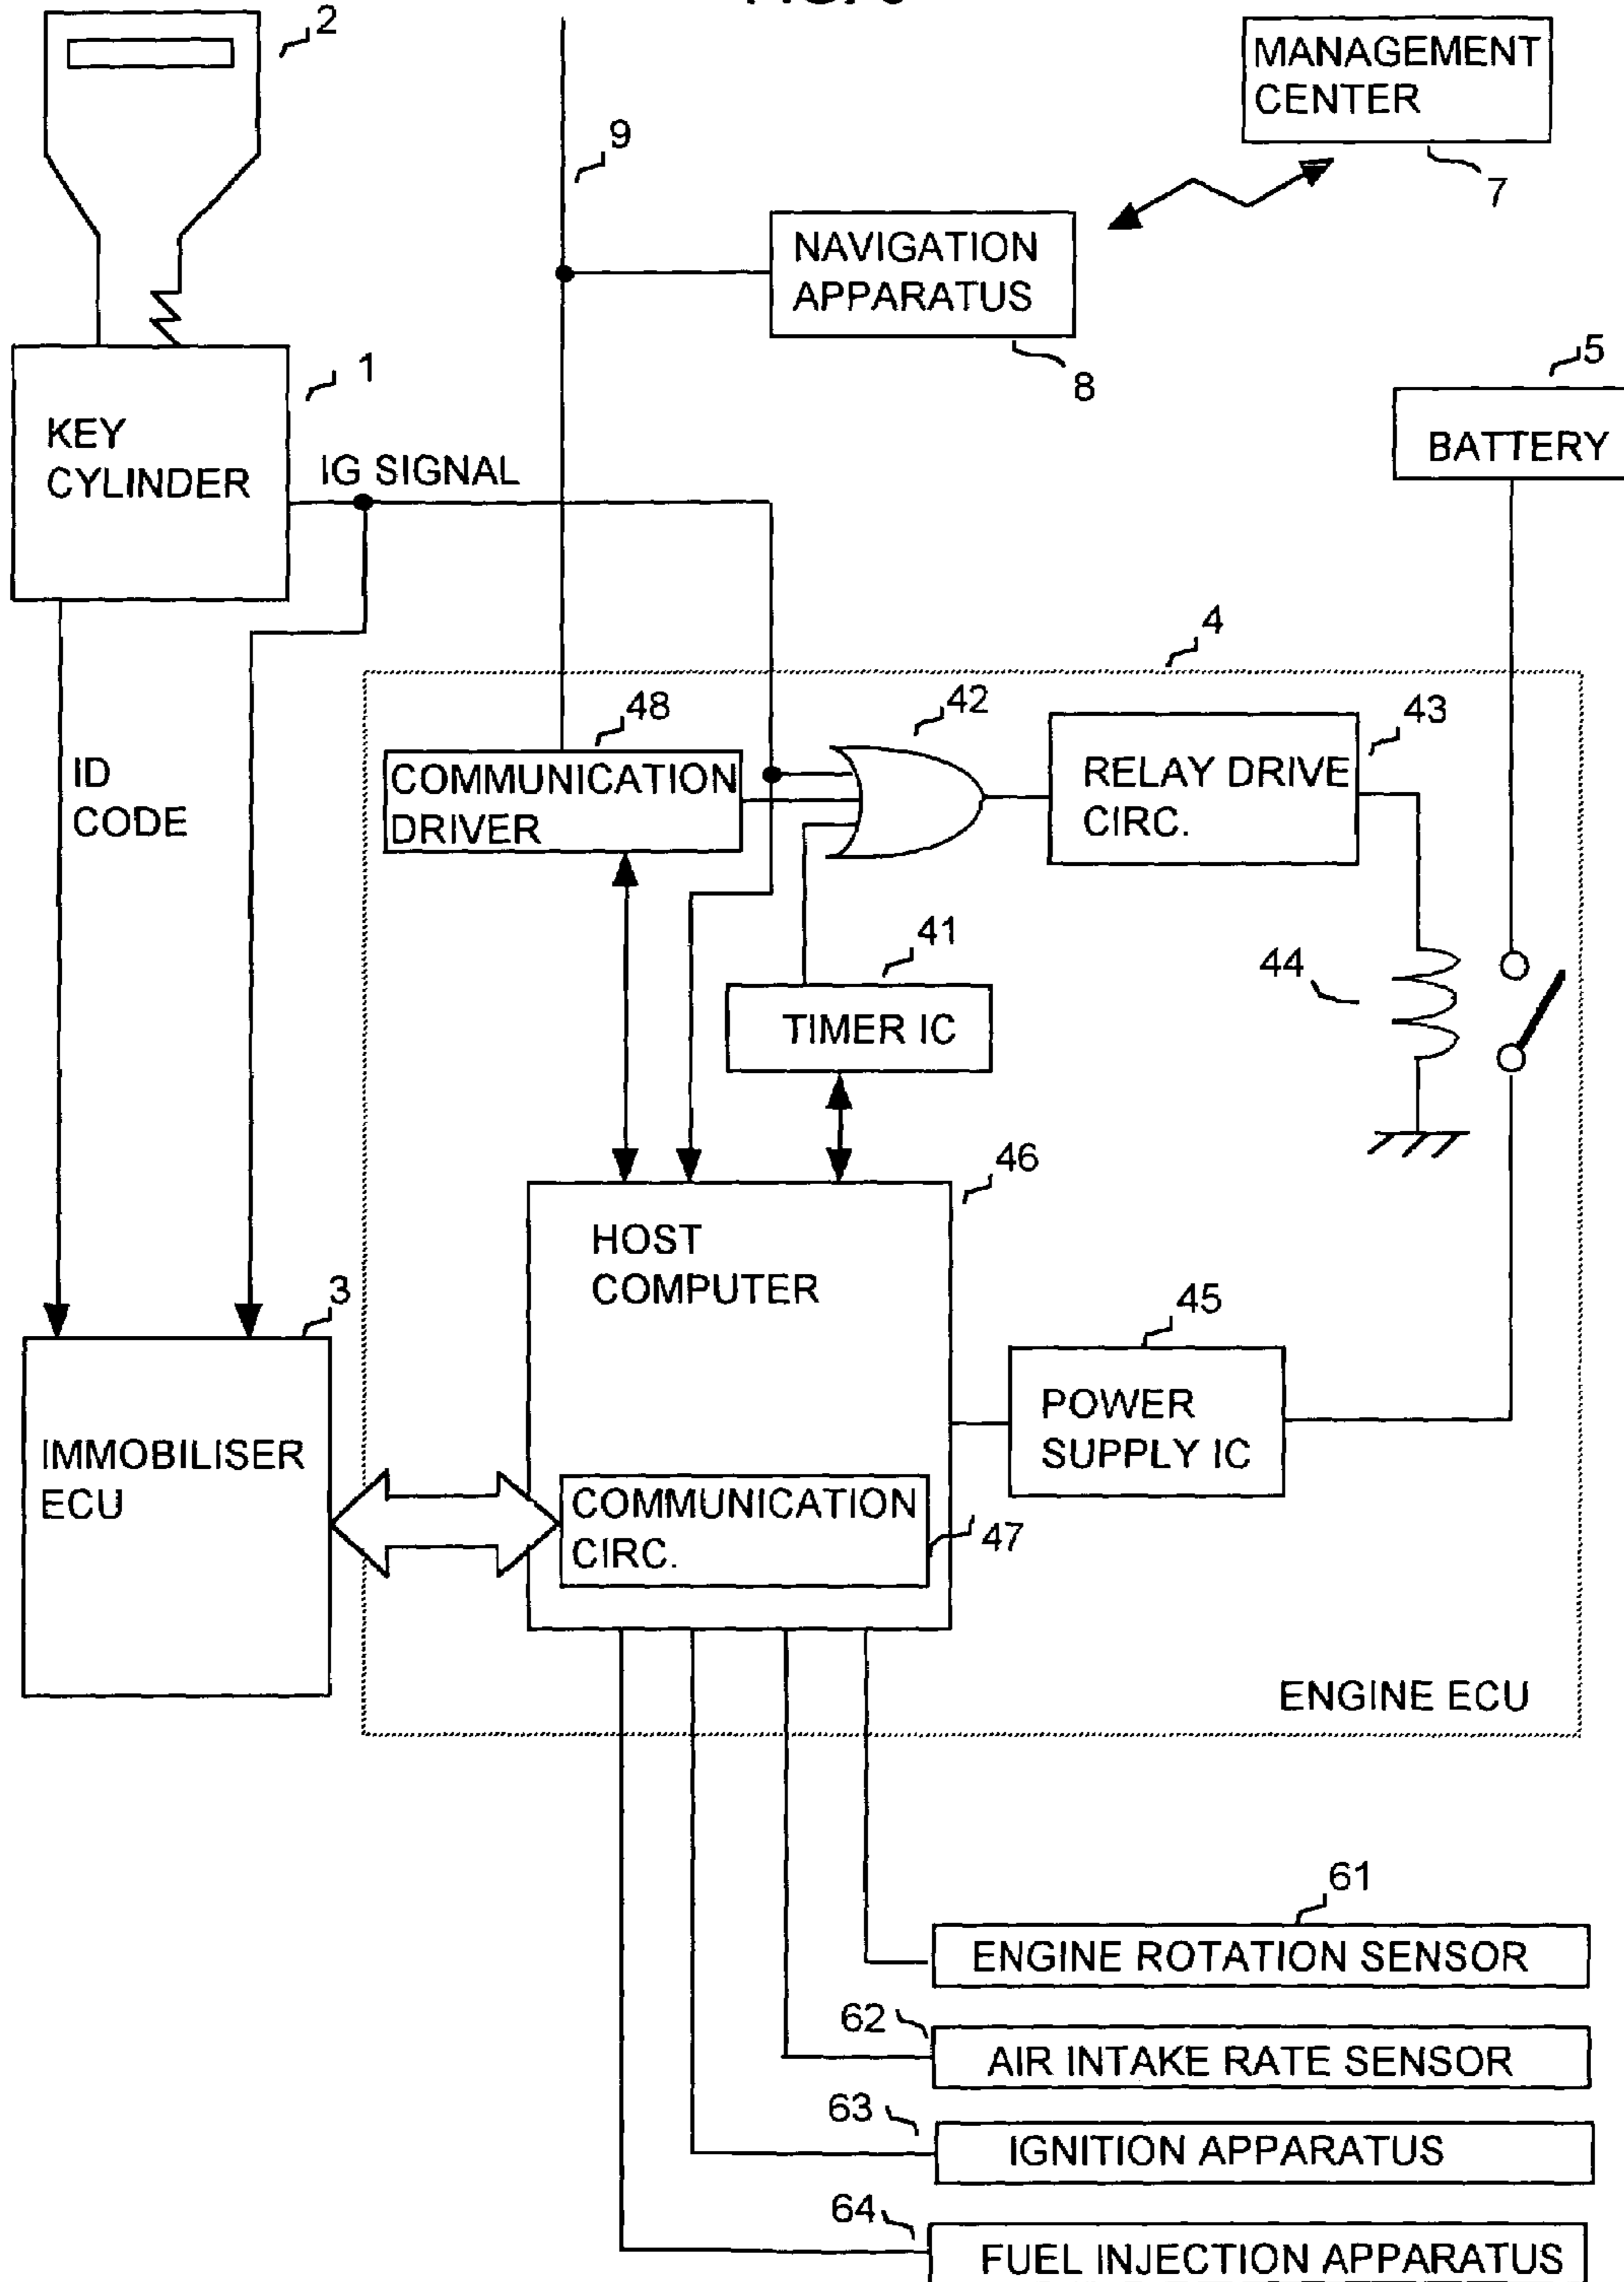 2
MANAGEMENT
CENTER
7
9
NAVIGATION
APPARATUS
8
1
KEY
CYLINDER
IG SIGNAL
5
BATTERY
4
48
42
43
COMMUNICATION
DRIVER
RELAY DRIVE
CIRC.
ID
CODE
41
44
TIMER IC
46
HOST
COMPUTER
3
45
IMMOBILISER
ECU
POWER
SUPPLY IC
COMMUNICATION
CIRC.
47
ENGINE ECU
61
ENGINE ROTATION SENSOR
62
AIR INTAKE RATE SENSOR
63
IGNITION APPARATUS
64
FUEL INJECTION APPARATUS